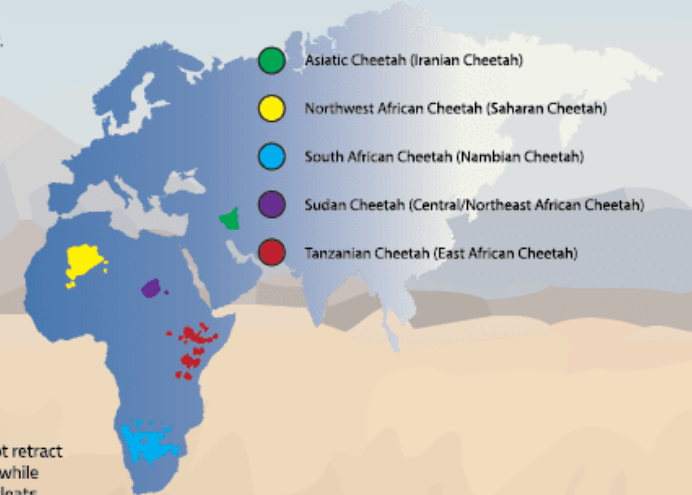 Asiatic Cheetah (Iranian Cheetah)
Northwest African Cheetah (Saharan Cheetah)
South African Cheetah (Nambian Cheetah)
Sudan Cheetah (Central/Northeast African Cheetah)
Tanzanian Cheetah (East African Cheetah)
retract
while